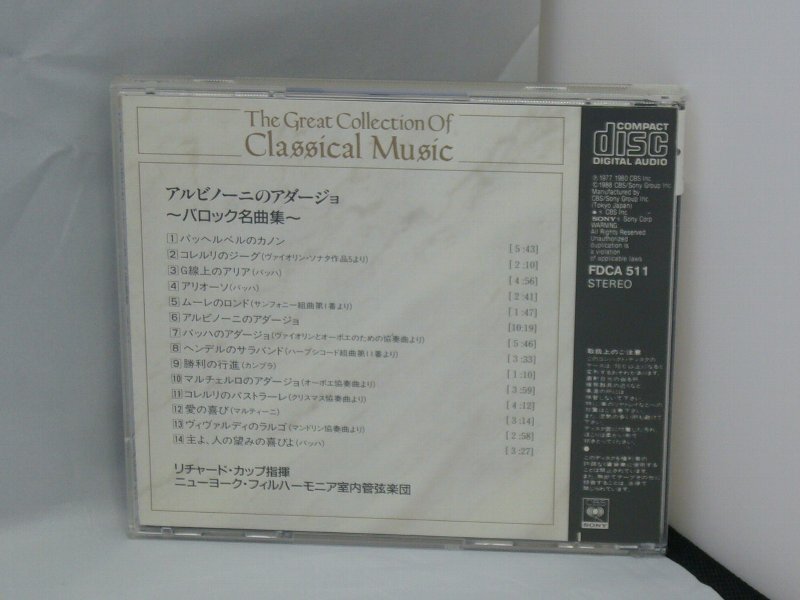 The Great Collection Of
Classical Music
アルビノーニのアダージョ
〜バロック名曲集〜
1 パッヘルベルのカノン [5:43]
2 コレルリのジーグ(ヴァイオリン・ソナタ作品5より) [2:10]
3 G線上のアリア(バッハ) [4:56]
4 アリオーソ(バッハ) [2:41]
5 ムーレのロンド(サンフォニー組曲第1番より) [1:47]
6 アルビノーニのアダージョ [10:19]
7 バッハのアダージョ(ヴァイオリンとオーボエのための協奏曲より) [5:46]
8 ヘンデルのサラバンド(ハープシコード組曲第11番より) [3:33]
9 勝利の行進(カンプラ) [1:10]
10 マルチェルロのアダージョ(オーボエ協奏曲より) [3:59]
11 コレルリのパストラーレ(クリスマス協奏曲より) [4:12]
12 愛の喜び(マルティーニ) [3:14]
13 ヴィヴァルディのラルゴ(マンドリン協奏曲より) [2:58]
14 主よ、人の望みの喜びよ(バッハ) [3:27]
リチャード・カップ指揮
ニューヨーク・フィルハーモニア室内管弦楽団
COMPACT
disc
DIGITAL AUDIO
℗ 1977 1980 CBS Inc.
© 1986 CBS/Sony Group Inc.
Manufactured by
CBS/Sony Group Inc.
(Tokyo Japan)
CBS Inc.
SONY Sony Corp
WARNING
All Rights Reserved
Unauthorized
duplication is
a violation
of applicable laws
FDCA 511
STEREO
取扱上のご注意
CBS
SONY